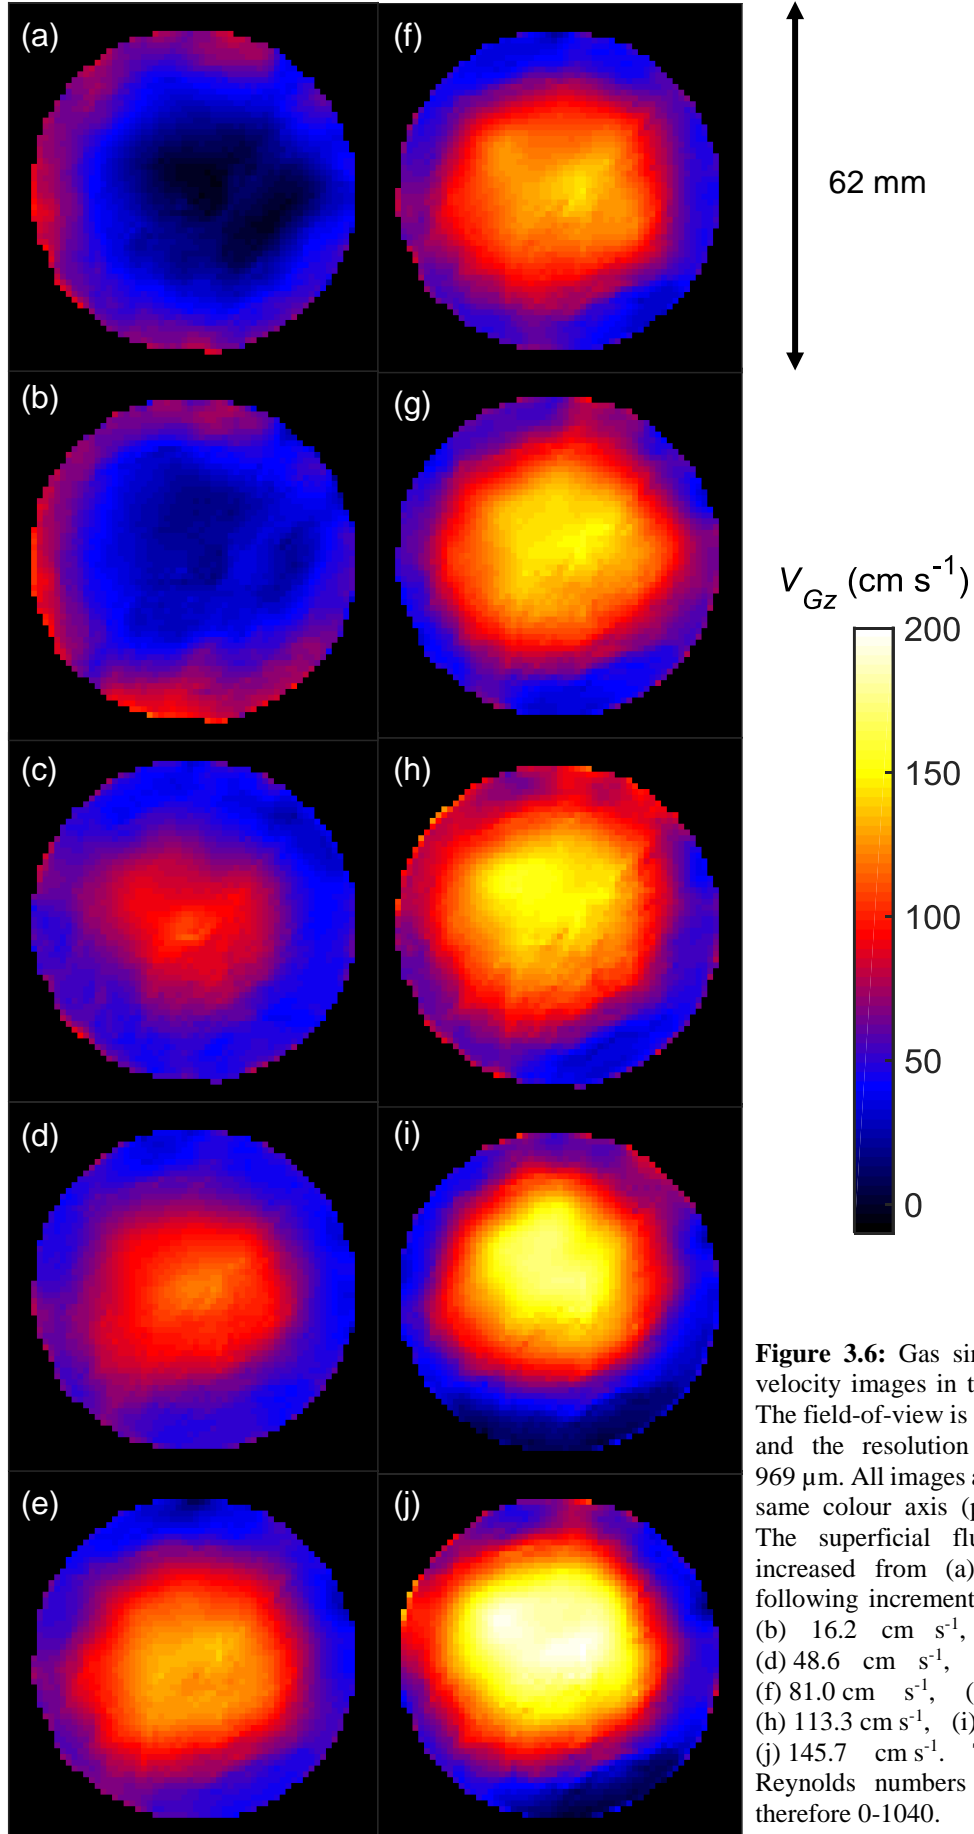 (a)
(f)
62 mm
(b)
(g)
V_Gz (cm s^-1)
200
(c)
(h)
150
100
50
(d)
(i)
0
Figure 3.6: Gas sin
velocity images in t
The field-of-view is
and the resolution
969 µm. All images a
(e)
(j)
same colour axis (p
The superficial flu
increased from (a)
following increment
(b) 16.2 cm s^-1,
(d) 48.6 cm s^-1,
(f) 81.0 cm s^-1, (
(h) 113.3 cm s^-1, (i)
(j) 145.7 cm s^-1.
Reynolds numbers
therefore 0-1040.